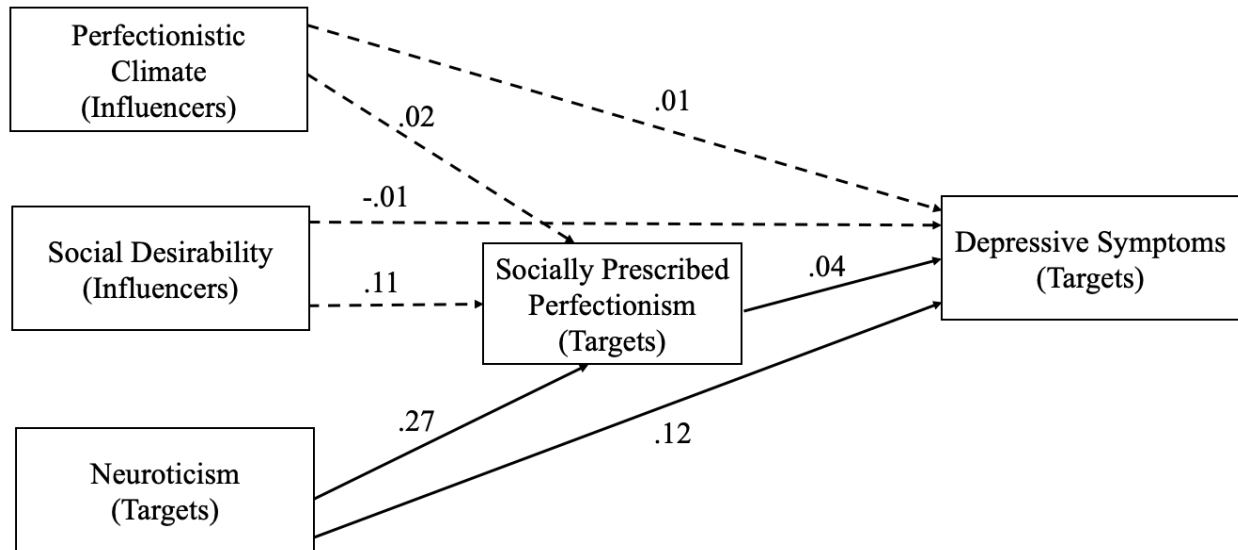 Perfectionistic
Climate
(Influencers)
.01
.02
Social Desirability
(Influencers)
-.01
.11
Socially Prescribed
Perfectionism
(Targets)
.04
Depressive Symptoms
(Targets)
Neuroticism
(Targets)
.27
.12